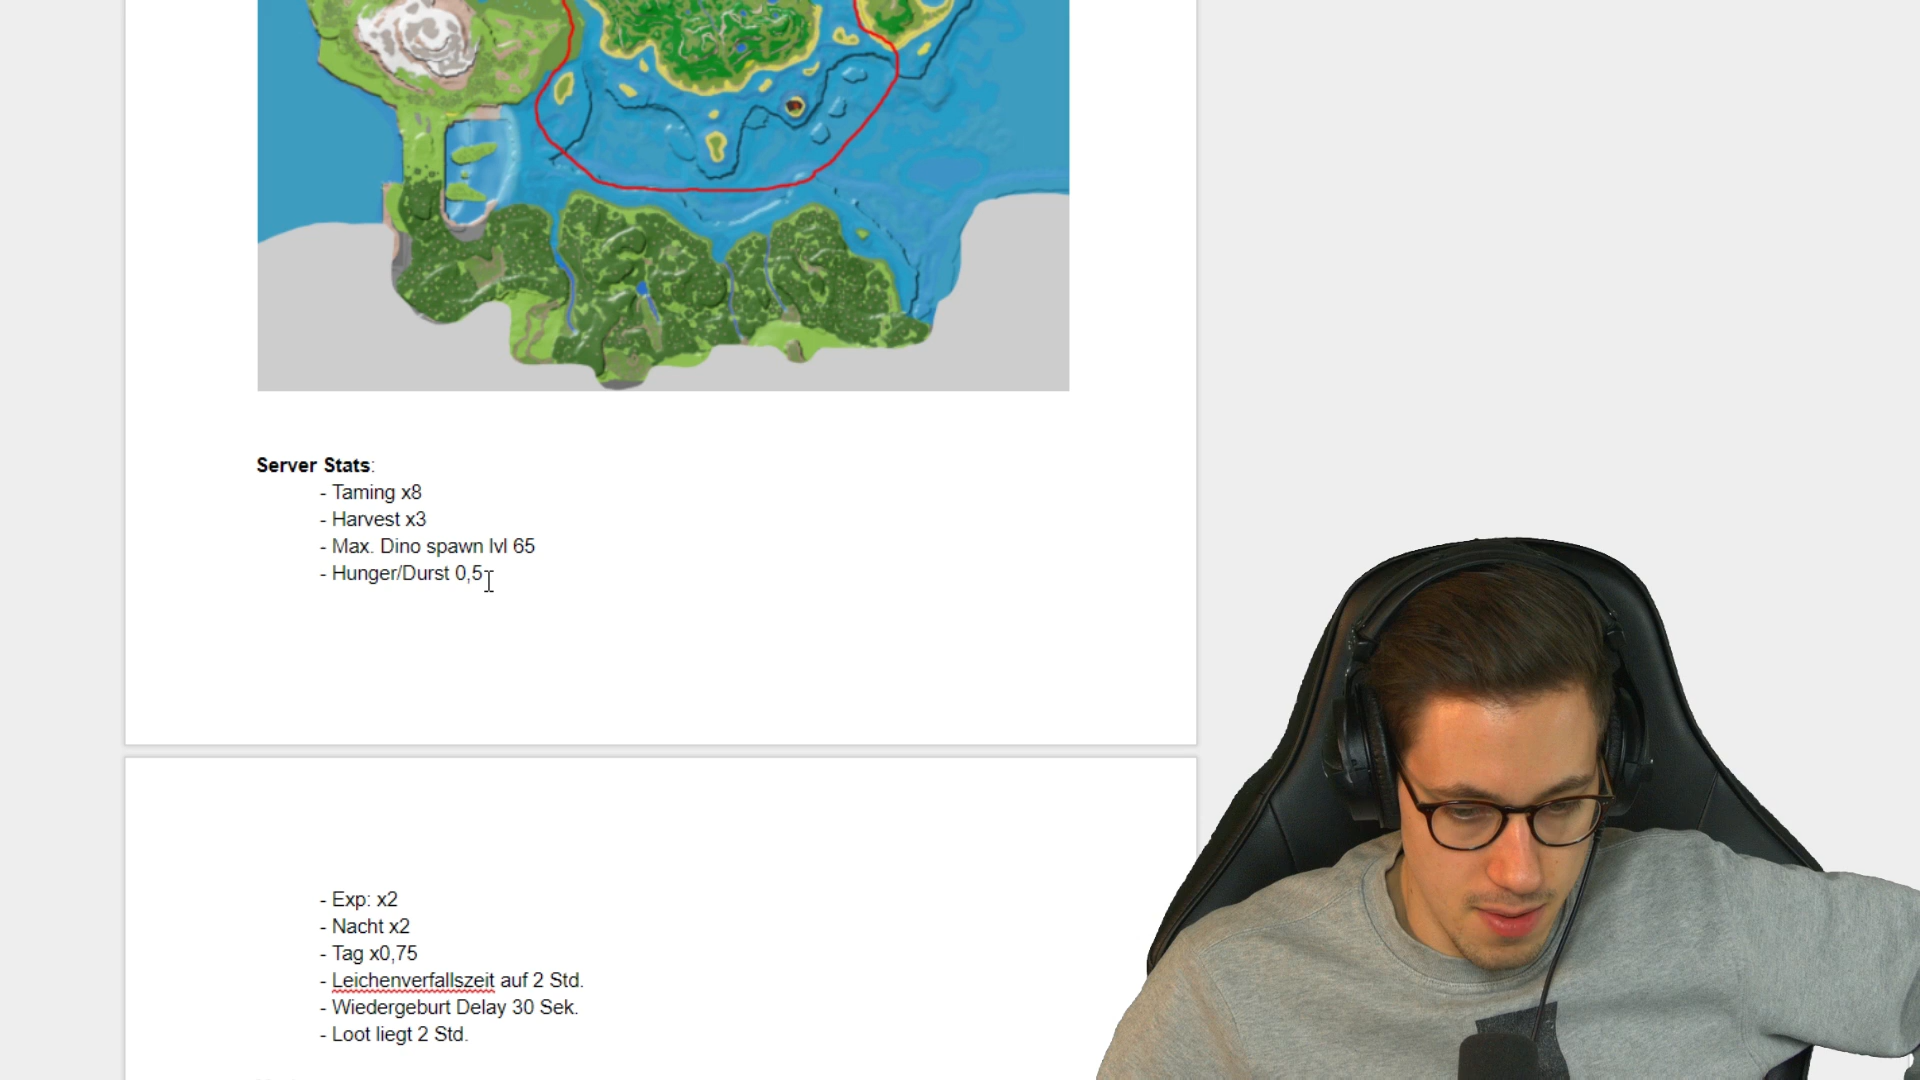 Server Stats:
- Taming x8
- Harvest x3
- Max. Dino spawn lvl 65
- Hunger/Durst 0,5
- Exp: x2
- Nacht x2
- Tag x0,75
- Leichenverfallszeit auf 2 Std.
- Wiedergeburt Delay 30 Sek.
- Loot liegt 2 Std.